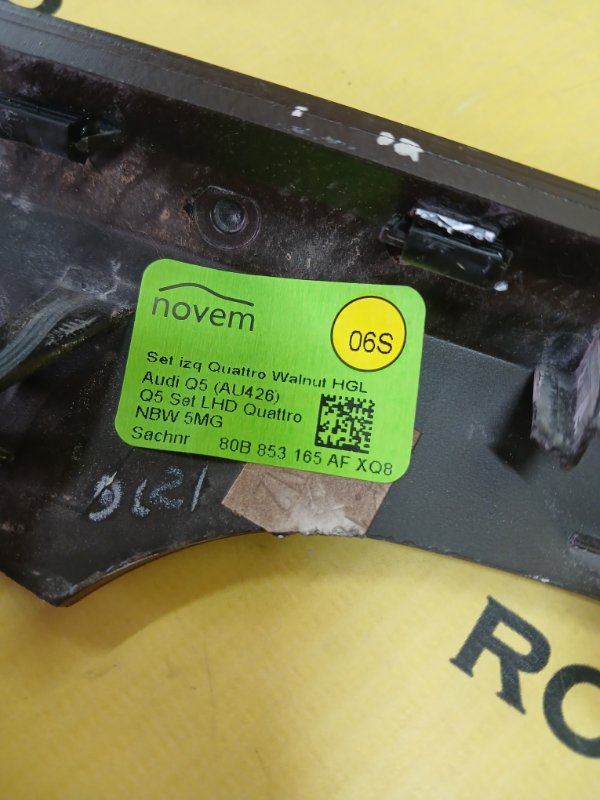 novem
06S
Set izq Quattro Walnut HGL
Audi Q5 (AU426)
Q5 Set LHD Quattro
NBW 5MG
Sachnr 80B 853 165 AF XQ8
RO